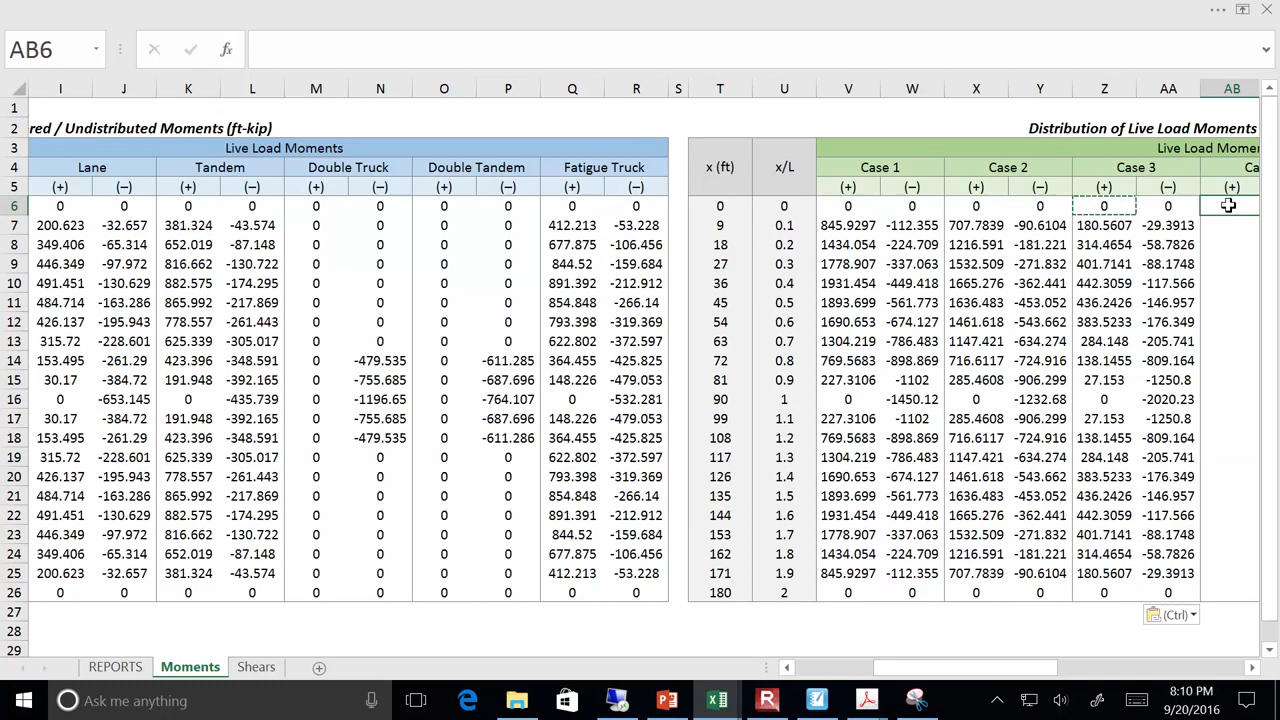 AB6 fx
I J K L M N O P Q R S T U V W X Y Z AA AB
1
2 red / Undistributed Moments (ft-kip) Distribution of Live Load Moments
3 Live Load Moments Live Load Momen
4 Lane Tandem Double Truck Double Tandem Fatigue Truck x (ft) x/L Case 1 Case 2 Case 3 Ca
5 (+) (–) (+) (–) (+) (–) (+) (–) (+) (–) (+) (–) (+) (–) (+) (–) (+)
6 0 0 0 0 0 0 0 0 0 0 0 0 0 0 0 0 0 0
7 200.623 -32.657 381.324 -43.574 0 0 0 0 412.213 -53.228 9 0.1 845.9297 -112.355 707.7839 -90.6104 180.5607 -29.3913
8 349.406 -65.314 652.019 -87.148 0 0 0 0 677.875 -106.456 18 0.2 1434.054 -224.709 1216.591 -181.221 314.4654 -58.7826
9 446.349 -97.972 816.662 -130.722 0 0 0 0 844.52 -159.684 27 0.3 1778.907 -337.063 1532.509 -271.832 401.7141 -88.1748
10 491.451 -130.629 882.575 -174.295 0 0 0 0 891.392 -212.912 36 0.4 1931.454 -449.418 1665.276 -362.441 442.3059 -117.566
11 484.714 -163.286 865.992 -217.869 0 0 0 0 854.848 -266.14 45 0.5 1893.699 -561.773 1636.483 -453.052 436.2426 -146.957
12 426.137 -195.943 778.557 -261.443 0 0 0 0 793.398 -319.369 54 0.6 1690.653 -674.127 1461.618 -543.662 383.5233 -176.349
13 315.72 -228.601 625.339 -305.017 0 0 0 0 622.802 -372.597 63 0.7 1304.219 -786.483 1147.421 -634.274 284.148 -205.741
14 153.495 -261.29 423.396 -348.591 0 -479.535 0 -611.285 364.455 -425.825 72 0.8 769.5683 -898.869 716.6117 -724.916 138.1455 -809.164
15 30.17 -384.72 191.948 -392.165 0 -755.685 0 -687.696 148.226 -479.053 81 0.9 227.3106 -1102 285.4608 -906.299 27.153 -1250.8
16 0 -653.145 0 -435.739 0 -1196.65 0 -764.107 0 -532.281 90 1 0 -1450.12 0 -1232.68 0 -2020.23
17 30.17 -384.72 191.948 -392.165 0 -755.685 0 -687.696 148.226 -479.053 99 1.1 227.3106 -1102 285.4608 -906.299 27.153 -1250.8
18 153.495 -261.29 423.396 -348.591 0 -479.535 0 -611.286 364.455 -425.825 108 1.2 769.5683 -898.869 716.6117 -724.916 138.1455 -809.164
19 315.72 -228.601 625.339 -305.017 0 0 0 0 622.802 -372.597 117 1.3 1304.219 -786.483 1147.421 -634.274 284.148 -205.741
20 426.137 -195.943 778.557 -261.443 0 0 0 0 793.398 -319.369 126 1.4 1690.653 -674.127 1461.618 -543.662 383.5233 -176.349
21 484.714 -163.286 865.992 -217.869 0 0 0 0 854.848 -266.14 135 1.5 1893.699 -561.773 1636.483 -453.052 436.2426 -146.957
22 491.451 -130.629 882.575 -174.295 0 0 0 0 891.391 -212.912 144 1.6 1931.454 -449.418 1665.276 -362.441 442.3059 -117.566
23 446.349 -97.972 816.662 -130.722 0 0 0 0 844.52 -159.684 153 1.7 1778.907 -337.063 1532.509 -271.832 401.7141 -88.1748
24 349.406 -65.314 652.019 -87.148 0 0 0 0 677.875 -106.456 162 1.8 1434.054 -224.709 1216.591 -181.221 314.4654 -58.7826
25 200.623 -32.657 381.324 -43.574 0 0 0 0 412.213 -53.228 171 1.9 845.9297 -112.355 707.7839 -90.6104 180.5607 -29.3913
26 0 0 0 0 0 0 0 0 0 0 180 2 0 0 0 0 0 0
27 (Ctrl)
28
29
REPORTS Moments Shears
Ask me anything 8:10 PM
9/20/2016